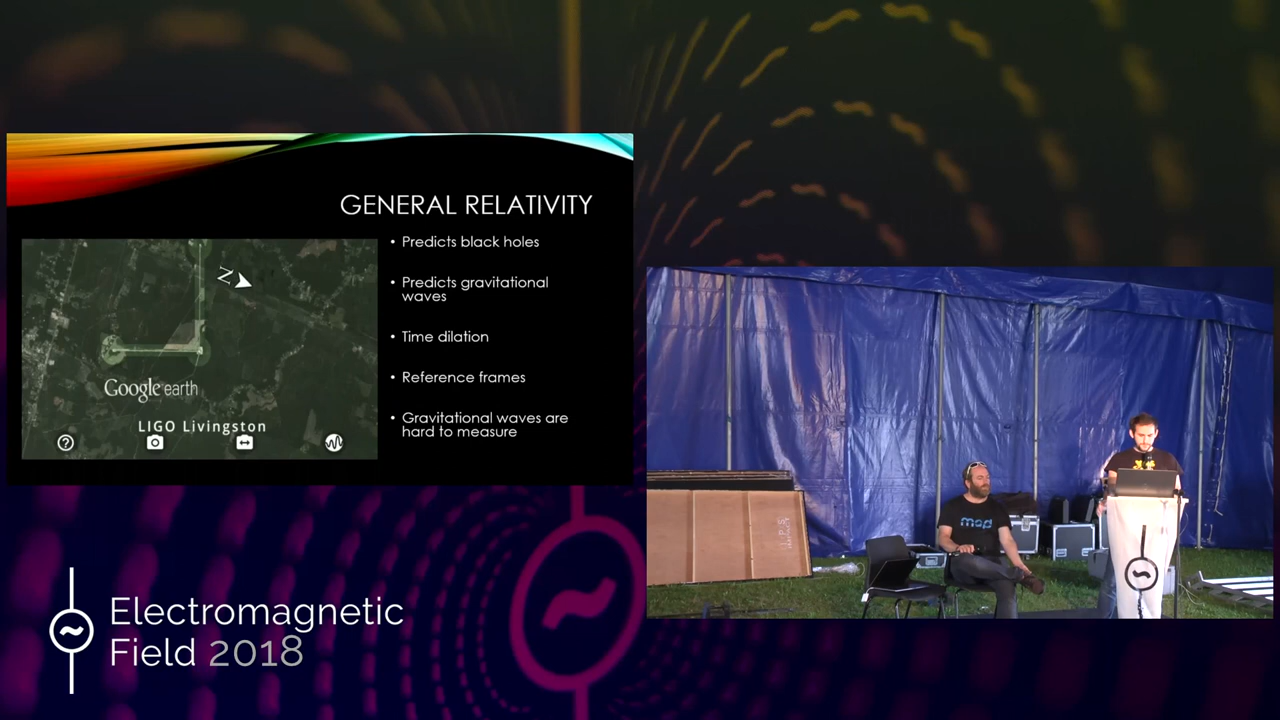 GENERAL RELATIVITY
• Predicts black holes
• Predicts gravitational
waves
• Time dilation
• Reference frames
• Gravitational waves are
hard to measure
N
Google earth
LIGO Livingston
?
map
Electromagnetic
Field 2018